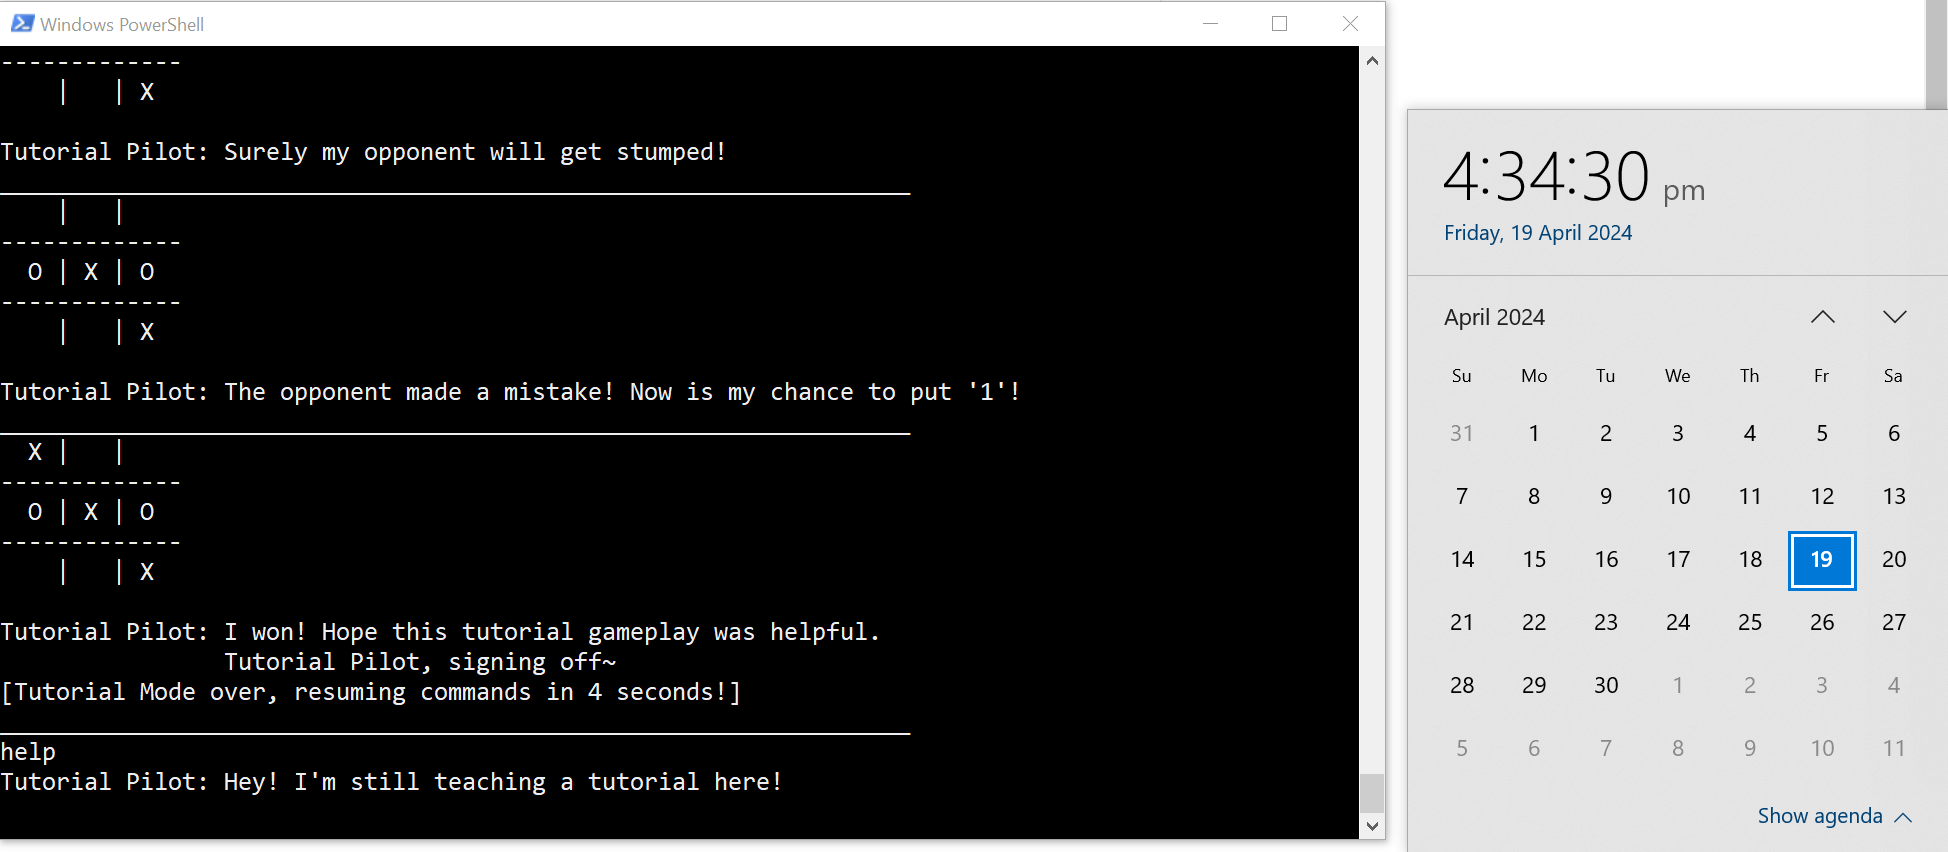 Windows PowerShell
-------------
|   | X
Tutorial Pilot: Surely my opponent will get stumped!
_________________________________________________________________
|   |
-------------
O | X | O
-------------
|   | X
Tutorial Pilot: The opponent made a mistake! Now is my chance to put '1'!
_________________________________________________________________
X |   |
-------------
O | X | O
-------------
|   | X
Tutorial Pilot: I won! Hope this tutorial gameplay was helpful.
Tutorial Pilot, signing off~
[Tutorial Mode over, resuming commands in 4 seconds!]
_________________________________________________________________
help
Tutorial Pilot: Hey! I'm still teaching a tutorial here!
4:34:30 pm
Friday, 19 April 2024
April 2024
Su Mo Tu We Th Fr Sa
31 1 2 3 4 5 6
7 8 9 10 11 12 13
14 15 16 17 18 19 20
21 22 23 24 25 26 27
28 29 30 1 2 3 4
5 6 7 8 9 10 11
Show agenda